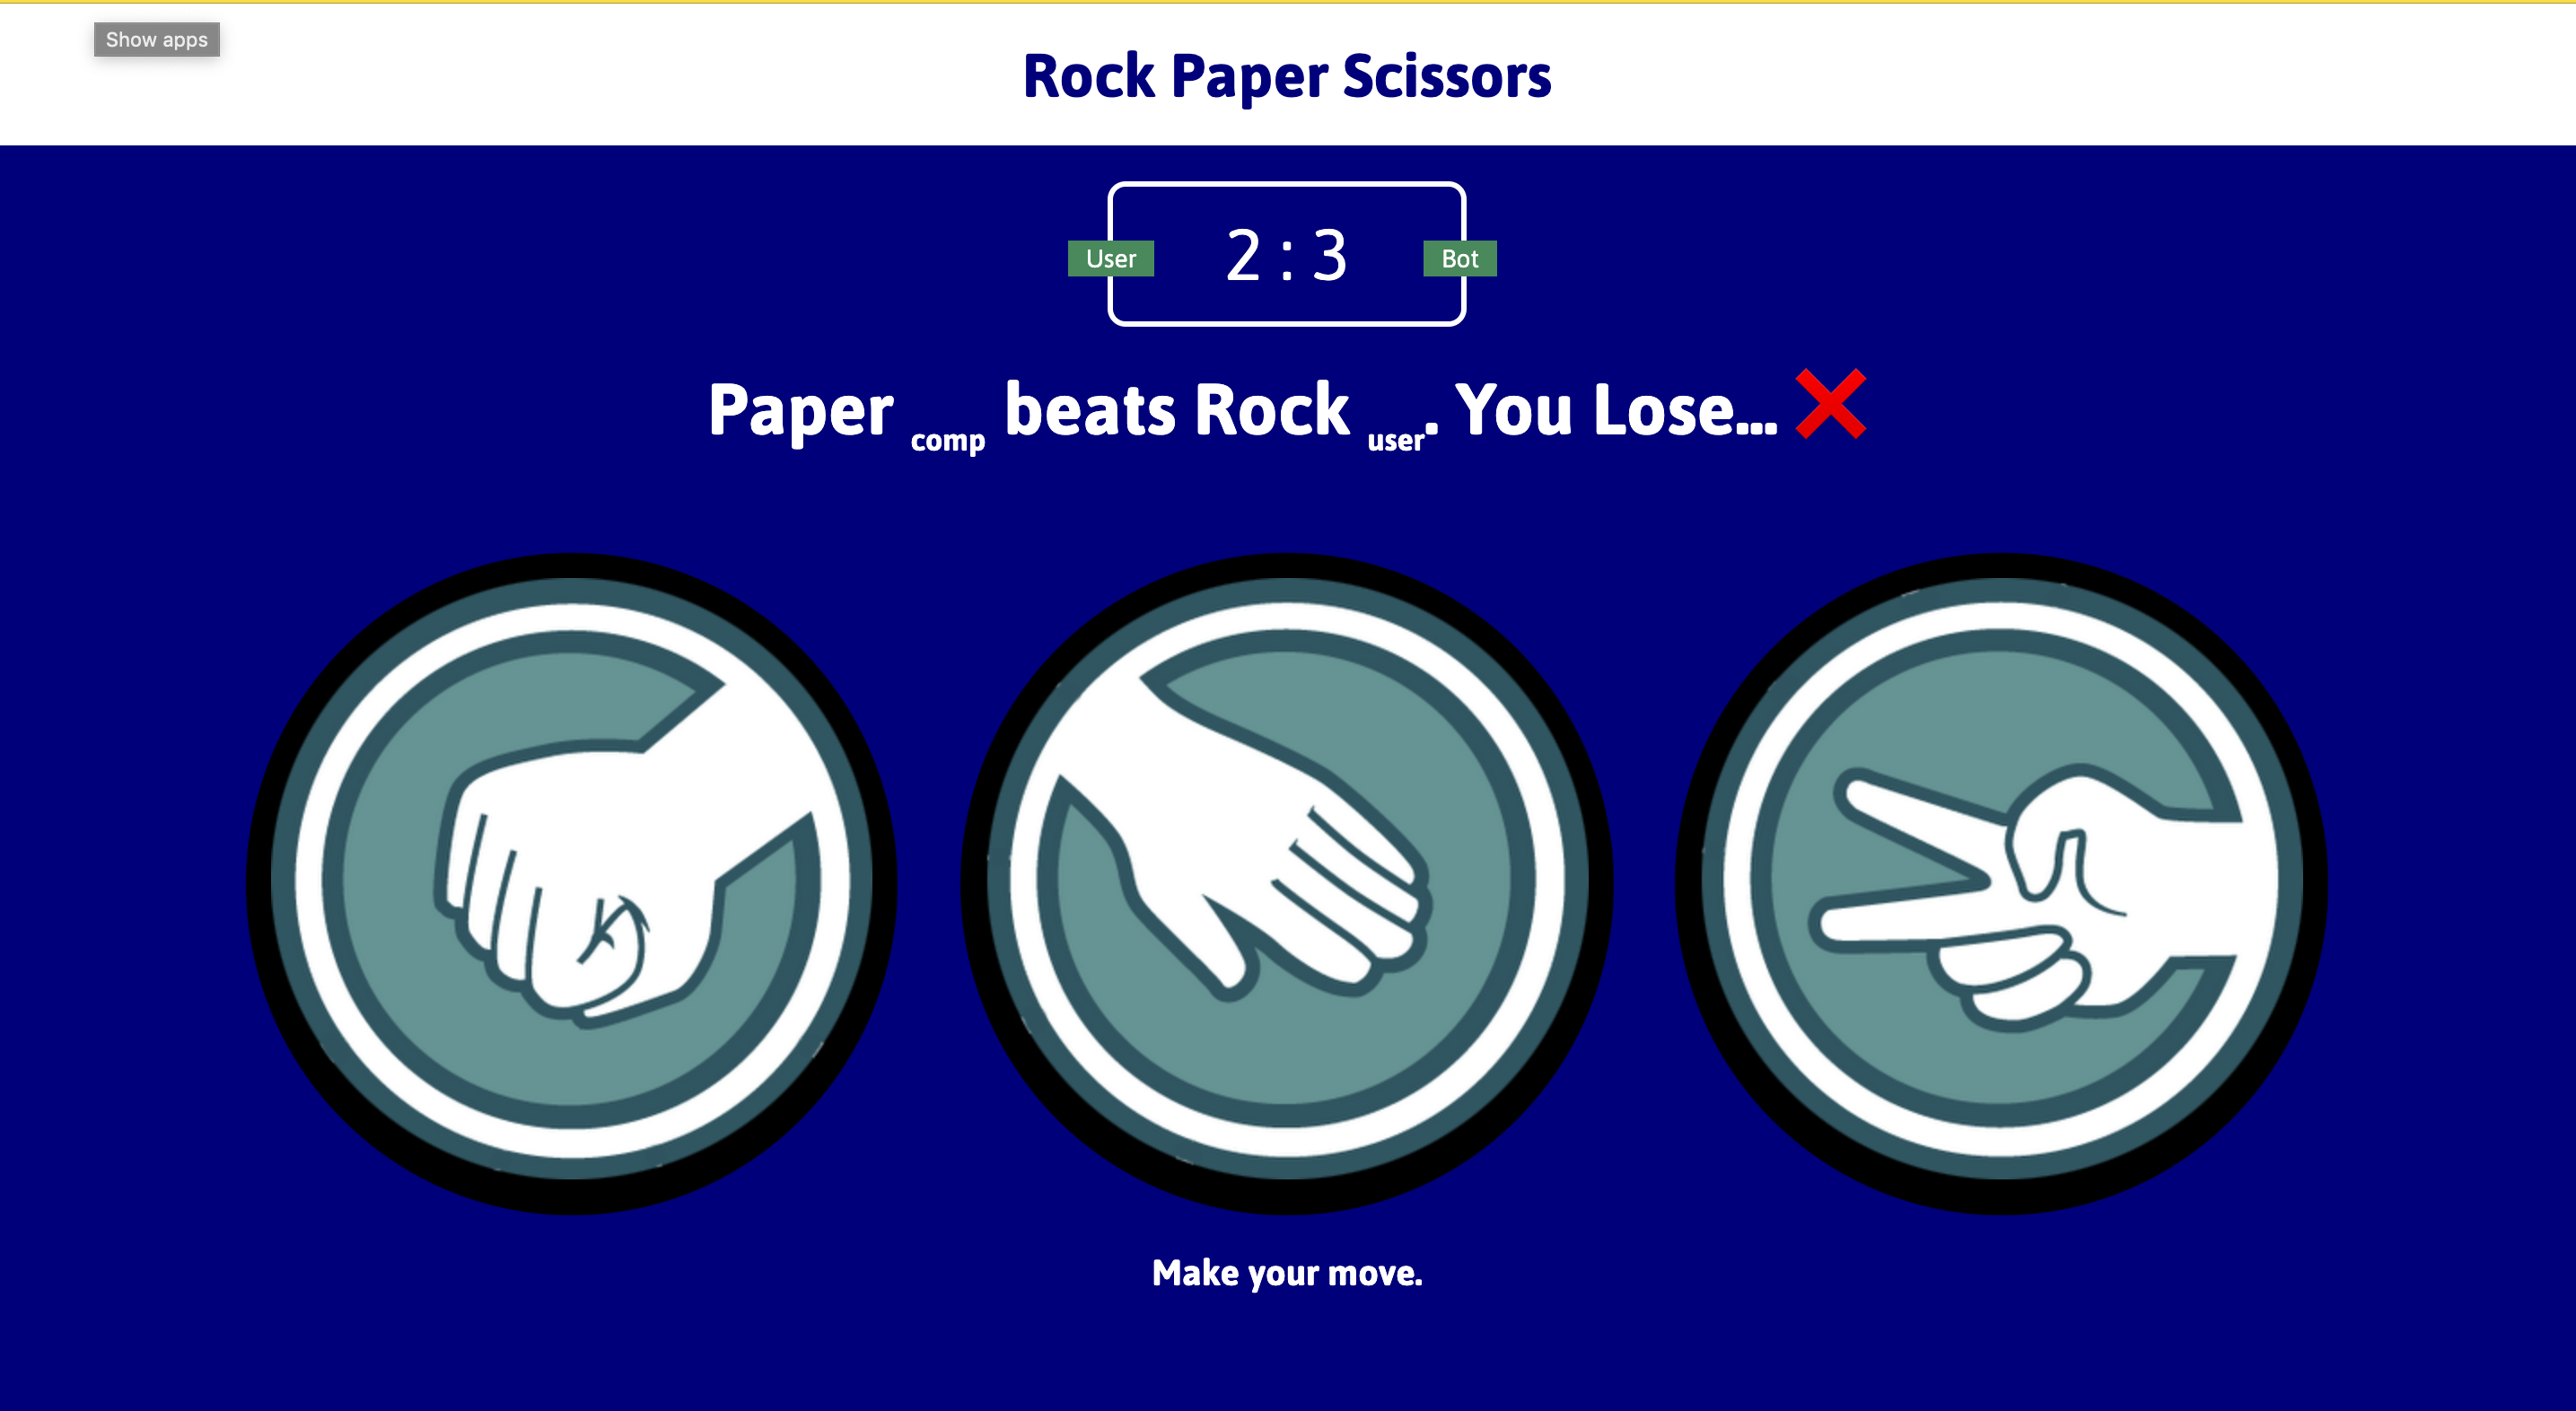 Show apps
Rock Paper Scissors
User 2 : 3 Bot
Paper comp beats Rock user. You Lose... ❌
Make your move.